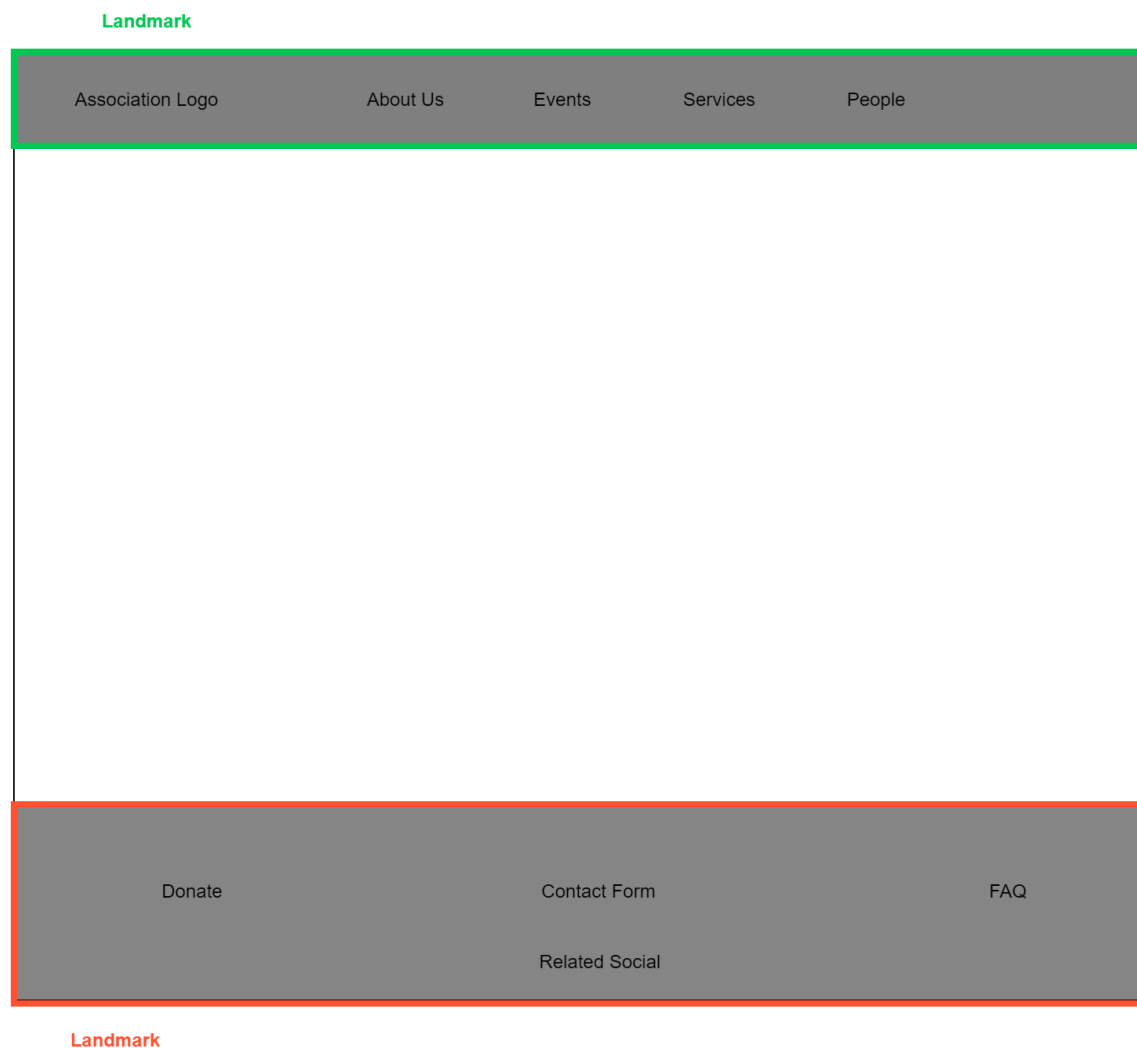 Landmark
Association Logo About Us Events Services People
Donate Contact Form FAQ
Related Social
Landmark